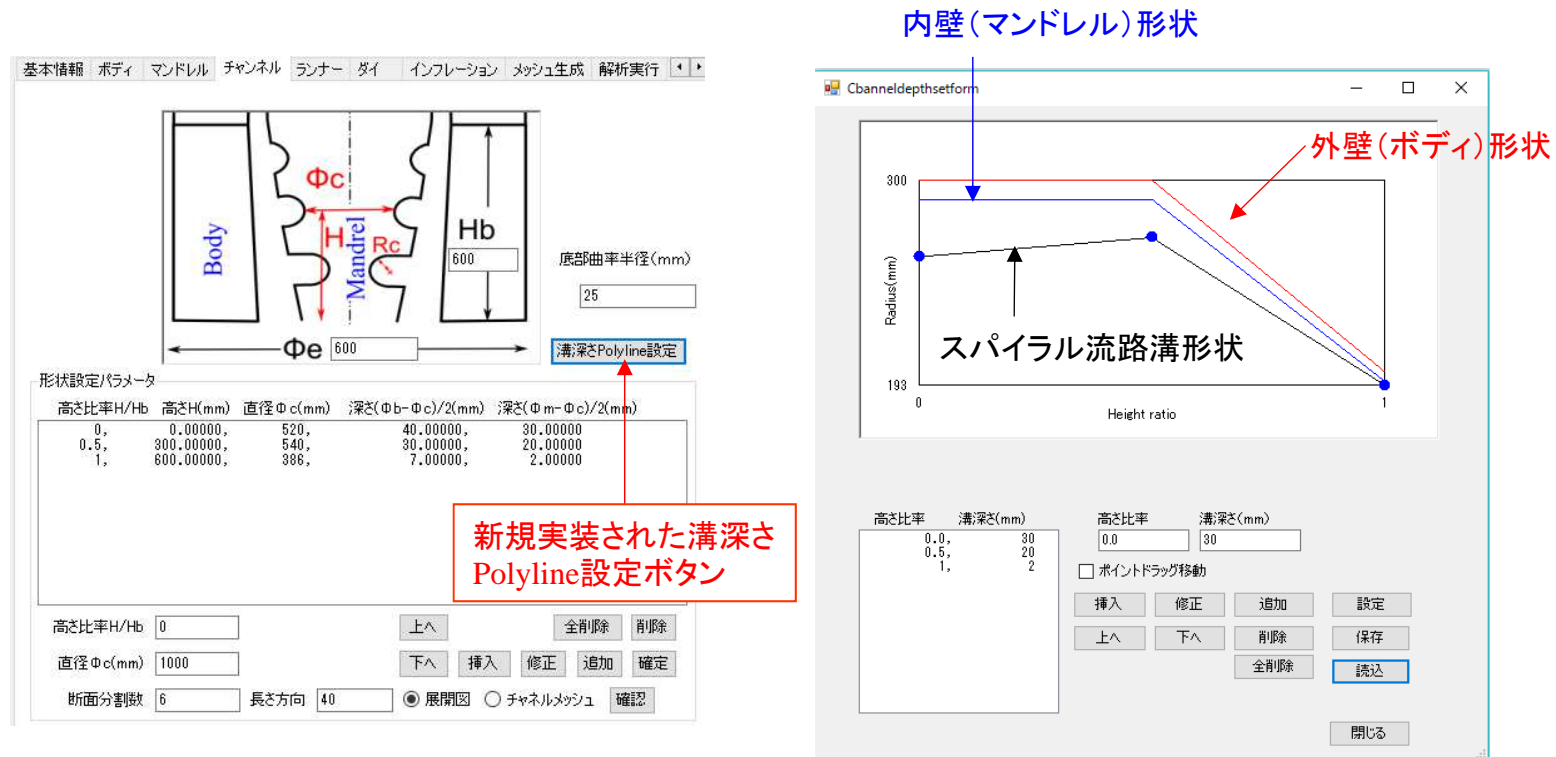 内壁(マンドレル)形状
基本情報 ボディ マンドレル チャンネル ランナー ダイ インフレーション メッシュ生成 解析実行
Φc
Body
H
Mandrel
Rc
Hb
600
底部曲率半径(mm)
25
Φe 600
溝深さPolyline設定
形状設定パラメータ
高さ比率H/Hb 高さH(mm) 直径Φc(mm) 深さ(Φb-Φc)/2(mm) 深さ(Φm-Φc)/2(mm)
0, 0.00000, 520, 40.00000, 30.00000
0.5, 300.00000, 540, 30.00000, 20.00000
1, 600.00000, 386, 7.00000, 2.00000
新規実装された溝深さ
Polyline設定ボタン
高さ比率H/Hb 0 上へ 全削除 削除
直径Φc(mm) 1000 下へ 挿入 修正 追加 確定
断面分割数 6 長さ方向 40 展開図 チャネルメッシュ 確認
Cbanneldepthsetform
外壁(ボディ)形状
300
Radius(mm)
スパイラル流路溝形状
193
0 1
Height ratio
高さ比率 溝深さ(mm)
0.0, 30
0.5, 20
1, 2
高さ比率 溝深さ(mm)
0.0 30
ポイントドラッグ移動
挿入 修正 追加 設定
上へ 下へ 削除 保存
全削除 読込
閉じる